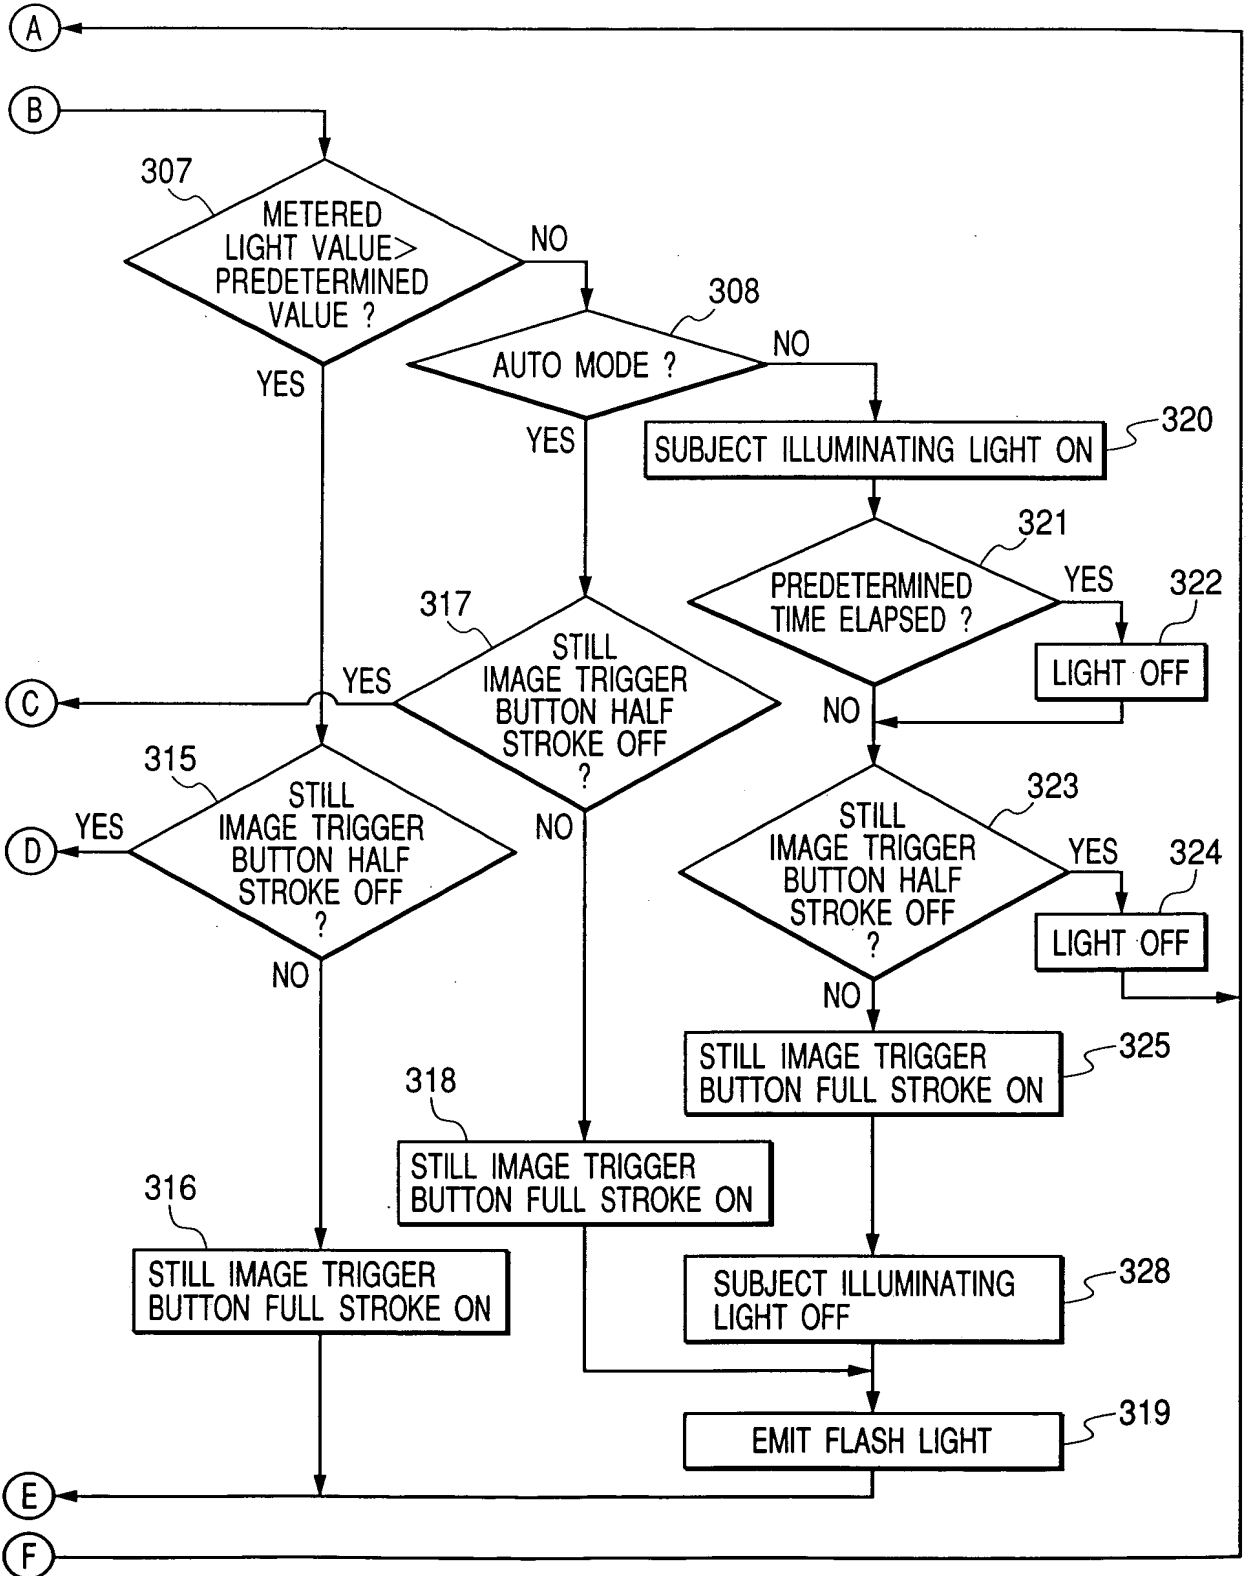 A
B
307
METERED
LIGHT VALUE>
PREDETERMINED
VALUE ?
NO
YES
308
AUTO MODE ?
NO
YES
320
SUBJECT ILLUMINATING LIGHT ON
321
PREDETERMINED
TIME ELAPSED ?
YES
NO
322
LIGHT OFF
317
STILL
IMAGE TRIGGER
BUTTON HALF
STROKE OFF
?
YES
NO
C
315
STILL
IMAGE TRIGGER
BUTTON HALF
STROKE OFF
?
YES
NO
D
323
STILL
IMAGE TRIGGER
BUTTON HALF
STROKE OFF
?
YES
NO
324
LIGHT OFF
325
STILL IMAGE TRIGGER
BUTTON FULL STROKE ON
318
STILL IMAGE TRIGGER
BUTTON FULL STROKE ON
316
STILL IMAGE TRIGGER
BUTTON FULL STROKE ON
328
SUBJECT ILLUMINATING
LIGHT OFF
319
EMIT FLASH LIGHT
E
F